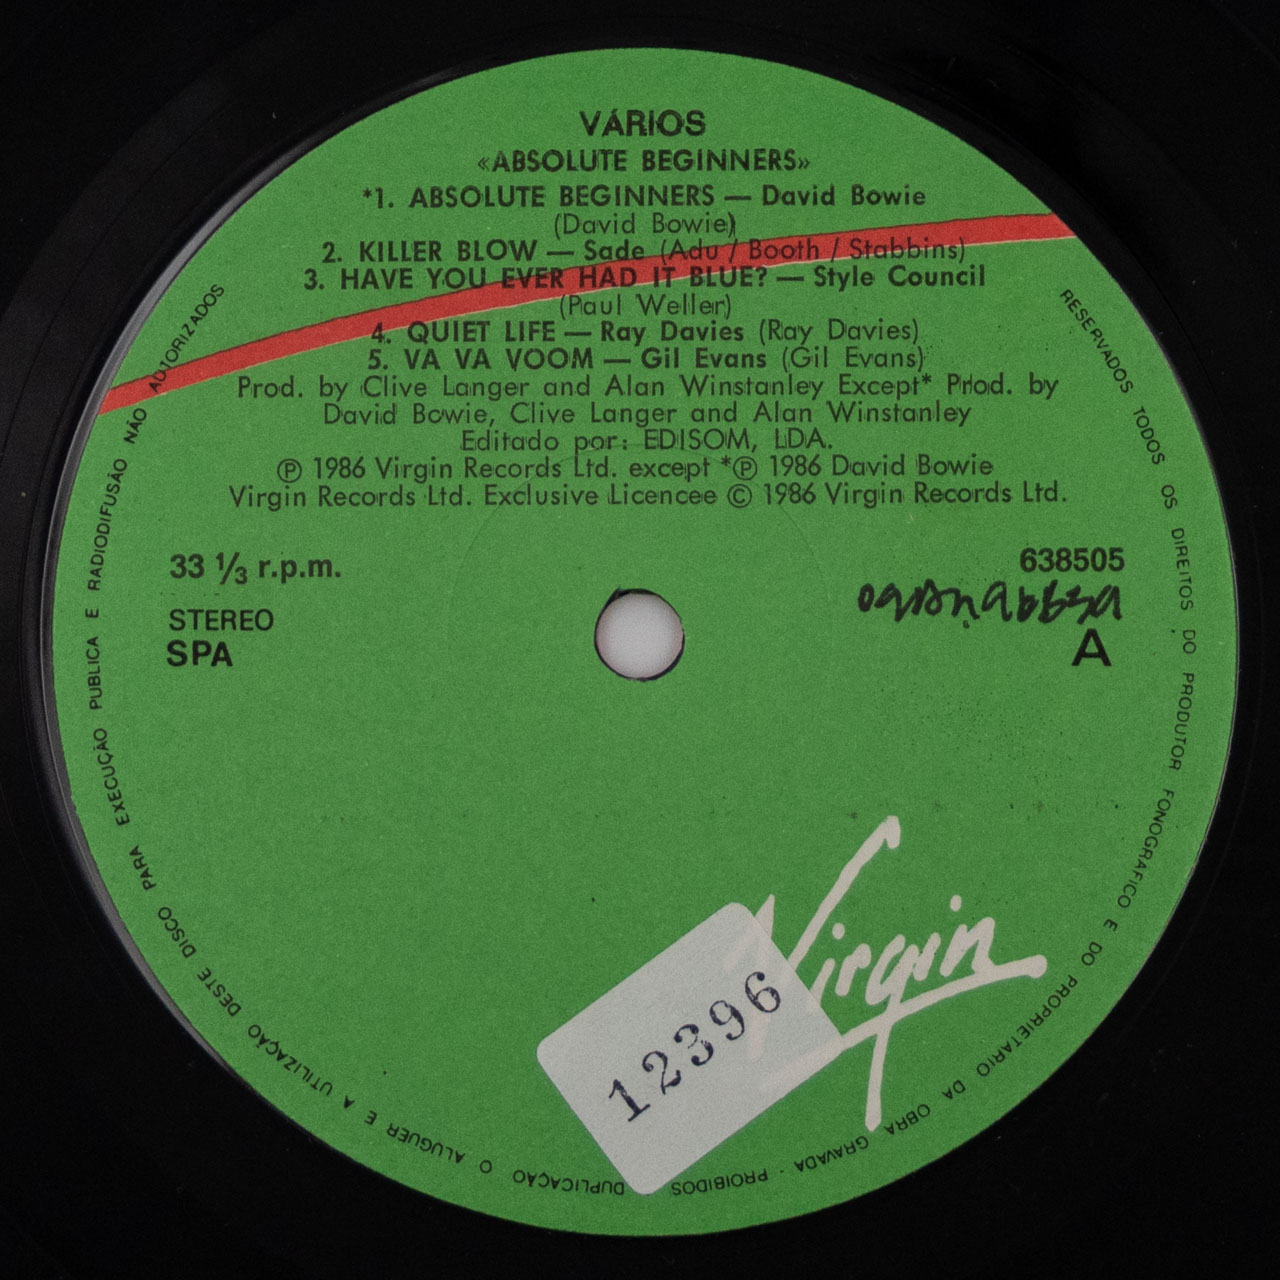 VÁRIOS
«ABSOLUTE BEGINNERS»
*1. ABSOLUTE BEGINNERS — David Bowie
(David Bowie)
2. KILLER BLOW — Sade (Adu / Booth / Stabbins)
3. HAVE YOU EVER HAD IT BLUE? — Style Council
(Paul Weller)
4. QUIET LIFE — Ray Davies (Ray Davies)
5. VA VA VOOM — Gil Evans (Gil Evans)
Prod. by Clive Langer and Alan Winstanley Except* Prod. by
David Bowie, Clive Langer and Alan Winstanley
Editado por: EDISOM, LDA.
℗ 1986 Virgin Records Ltd. except *℗ 1986 David Bowie
Virgin Records Ltd. Exclusive Licencee © 1986 Virgin Records Ltd.
33 1/3 r.p.m.
638505
STEREO
SPA
A
Virgin
12396
RESERVADOS TODOS OS DIREITOS DO PRODUTOR FONOGRAFICO E DO PROPRIETARIO DA OBRA GRAVADA - PROIBIDOS DUPLICAÇÃO O ALUGUER E A UTILIZAÇÃO DESTE DISCO PARA EXECUÇÃO PUBLICA E RADIODIFUSÃO NÃO AUTORIZADOS